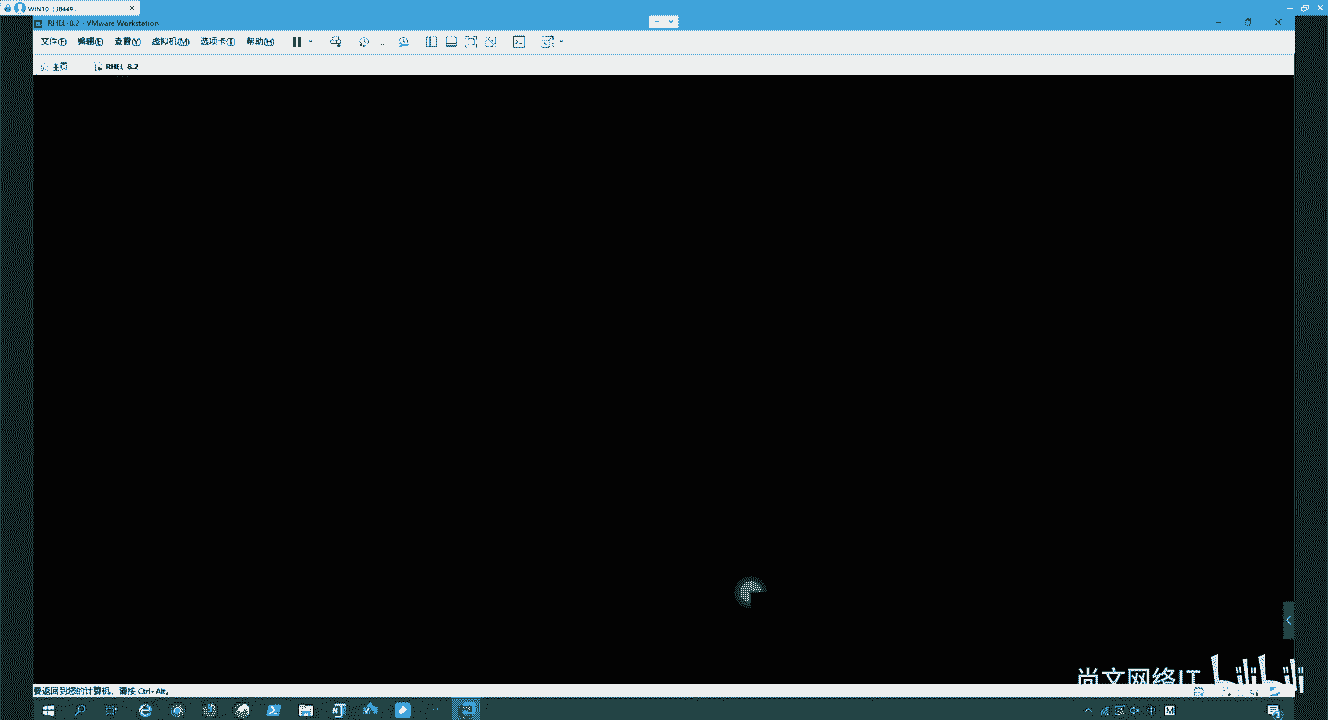 RHEL 8.2 - VMware Workstation
文件(F) 编辑(E) 查看(V) 虚拟机(M) 选项卡(T) 帮助(H)
主页 RHEL 8.2
尚文网络IT bilibili
要返回到您的计算机，请按 Ctrl+Alt。
中 M